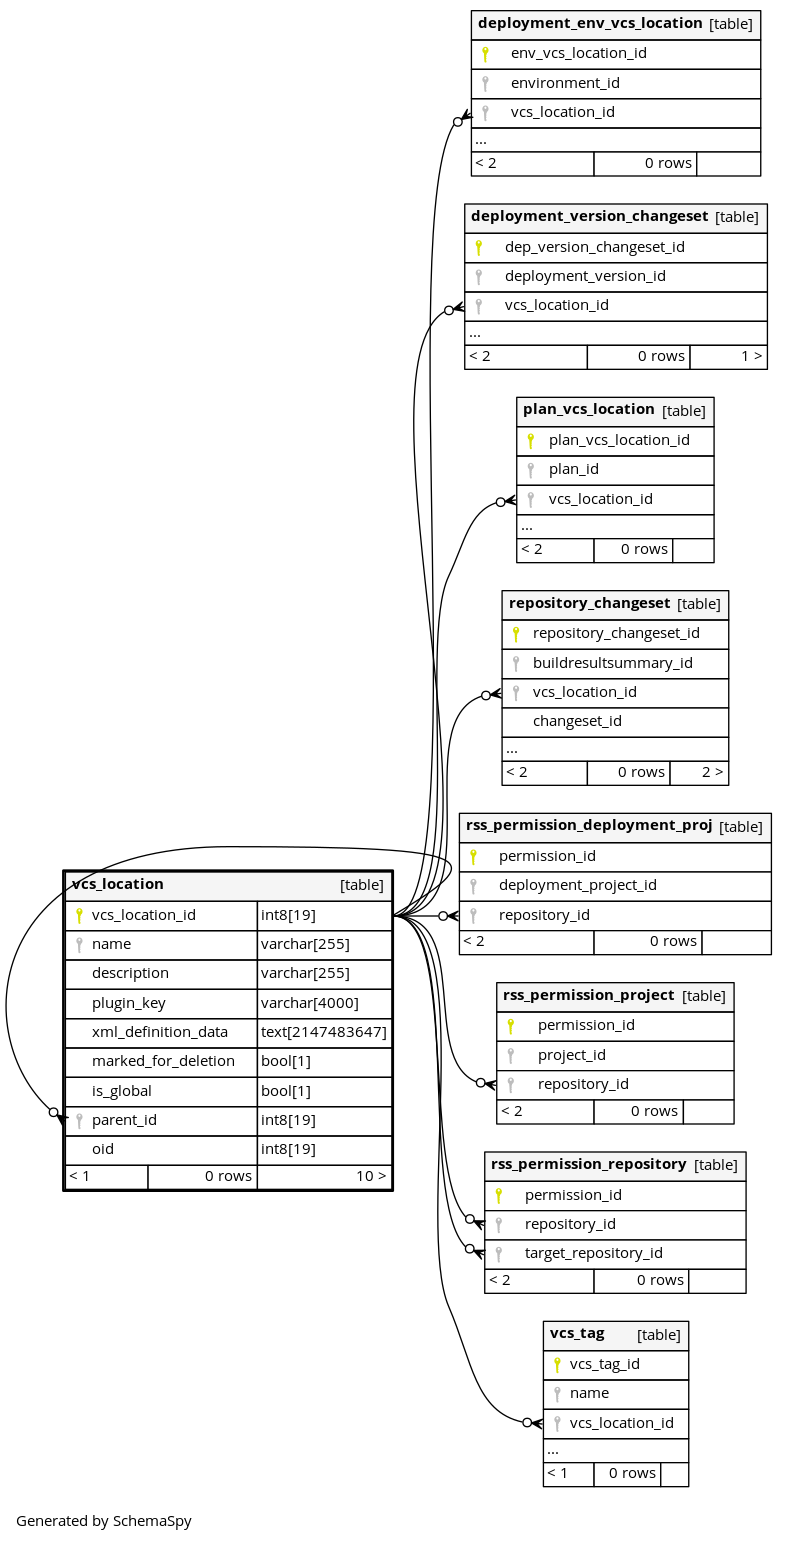 deployment_env_vcs_location [table]
env_vcs_location_id
environment_id
vcs_location_id
...
< 2 0 rows
deployment_version_changeset [table]
dep_version_changeset_id
deployment_version_id
vcs_location_id
...
< 2 0 rows 1 >
plan_vcs_location [table]
plan_vcs_location_id
plan_id
vcs_location_id
...
< 2 0 rows
repository_changeset [table]
repository_changeset_id
buildresultsummary_id
vcs_location_id
changeset_id
...
< 2 0 rows 2 >
rss_permission_deployment_proj [table]
permission_id
deployment_project_id
repository_id
< 2 0 rows
vcs_location [table]
vcs_location_id int8[19]
name varchar[255]
description varchar[255]
plugin_key varchar[4000]
xml_definition_data text[2147483647]
marked_for_deletion bool[1]
is_global bool[1]
parent_id int8[19]
oid int8[19]
< 1 0 rows 10 >
rss_permission_project [table]
permission_id
project_id
repository_id
< 2 0 rows
rss_permission_repository [table]
permission_id
repository_id
target_repository_id
< 2 0 rows
vcs_tag [table]
vcs_tag_id
name
vcs_location_id
...
< 1 0 rows
Generated by SchemaSpy